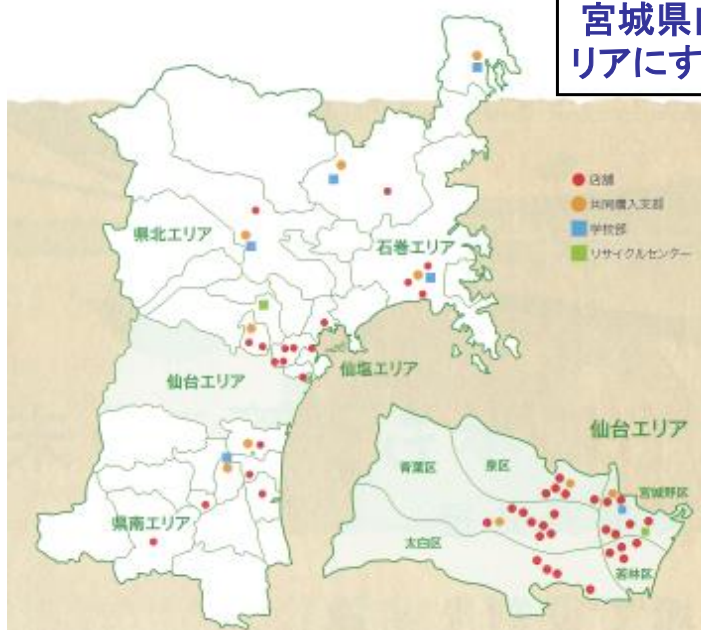 宮城県
リアにす
店舗
共同購入支部
学校部
リサイクルセンター
県北エリア
石巻エリア
仙塩エリア
仙台エリア
県南エリア
仙台エリア
青葉区
泉区
宮城野区
太白区
若林区